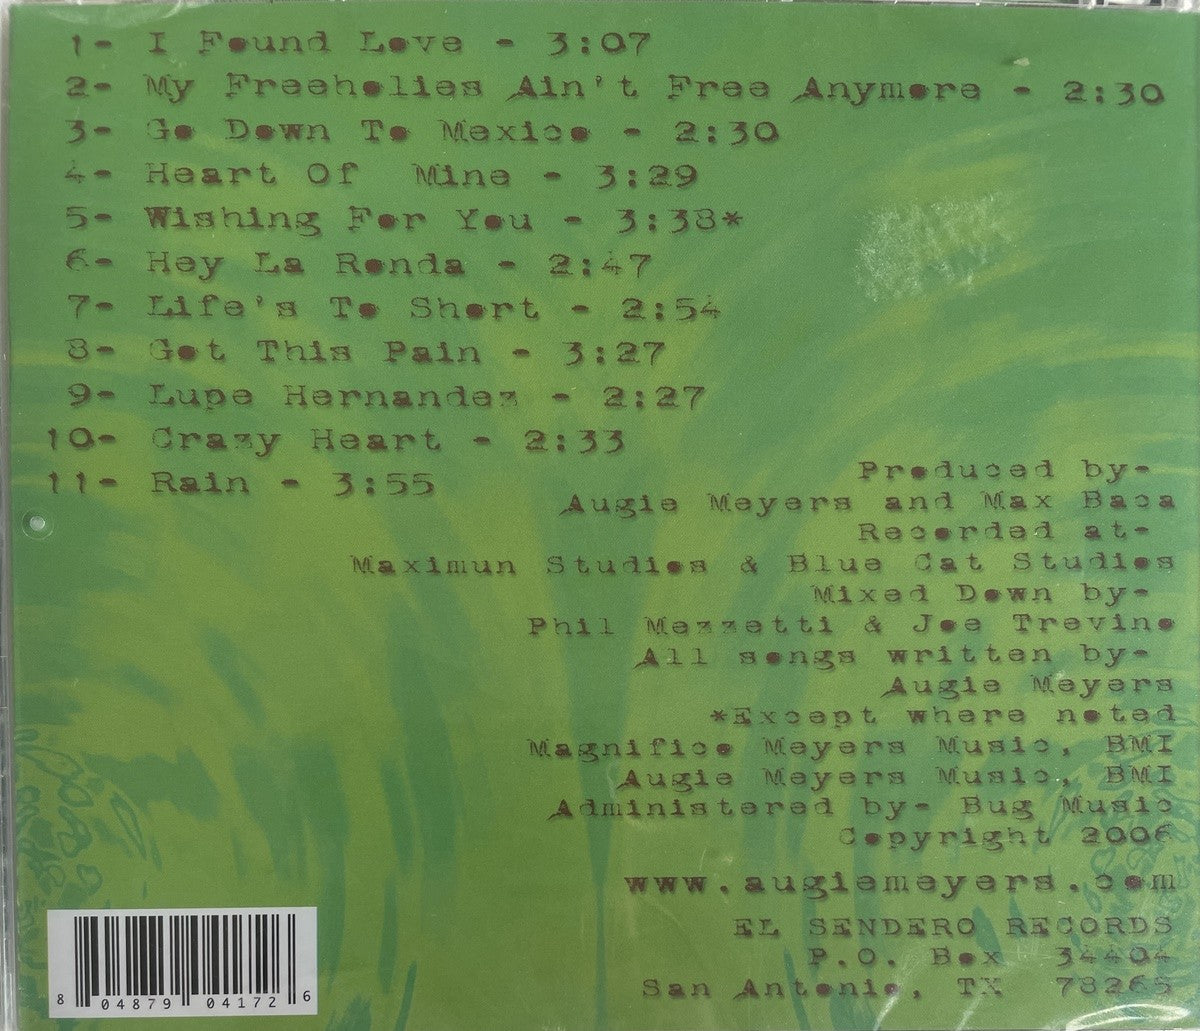 1- I Found Love - 3:07
2- My Freeholies Ain't Free Anymore - 2:30
3- Go Down To Mexico - 2:30
4- Heart Of Mine - 3:29
5- Wishing For You - 3:38*
6- Hey La Ronda - 2:47
7- Life's To Short - 2:54
8- Got This Pain - 3:27
9- Lupe Hernandez - 2:27
10- Crazy Heart - 2:33
11- Rain - 3:55
Produced by-
Augie Meyers and Max Baca
Recorded at-
Maximun Studios & Blue Cat Studios
Mixed Down by-
Phil Mezzetti & Joe Trevino
All songs written by-
Augie Meyers
*Except where noted
Magnifico Meyers Music, BMI
Augie Meyers Music, BMI
Administered by- Bug Music
Copyright 2006
www.augiemeyers.com
EL SENDERO RECORDS
P.O. Box 34404
San Antonio, TX 78265
8 04879 04172 6